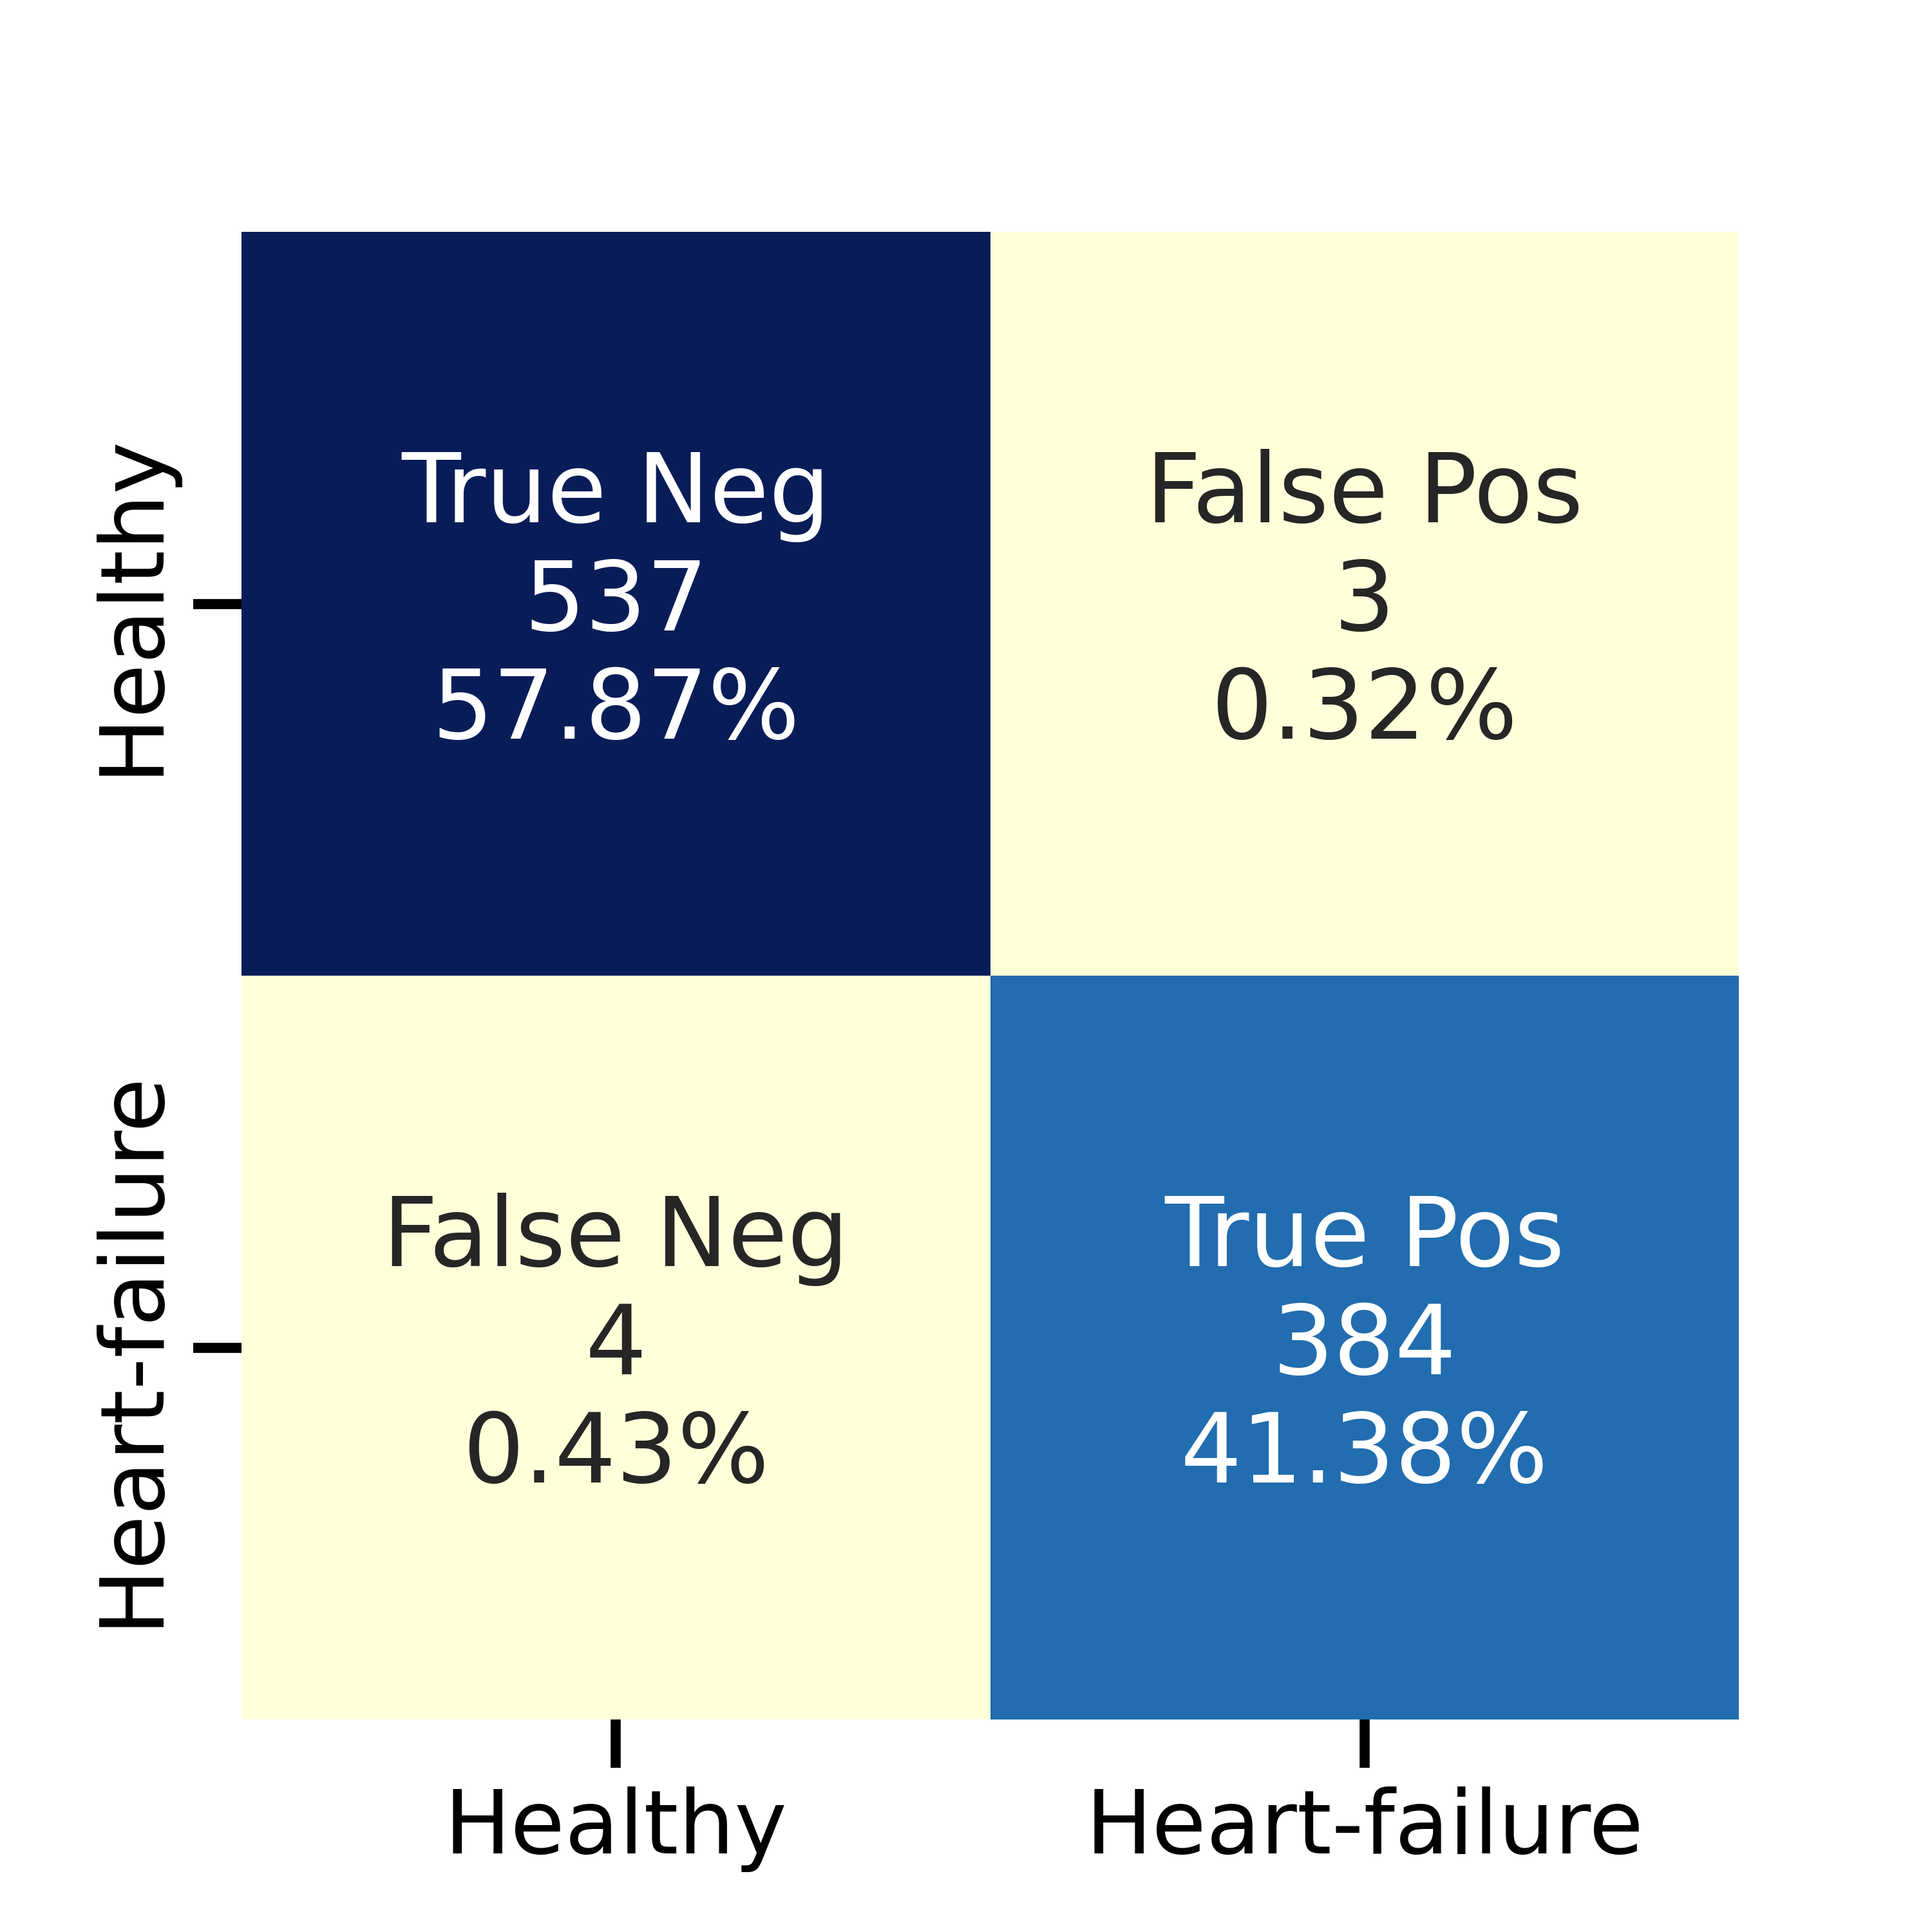 Healthy
True Neg
537
57.87%
False Pos
3
0.32%
Heart-failure
False Neg
4
0.43%
True Pos
384
41.38%
Healthy
Heart-failure